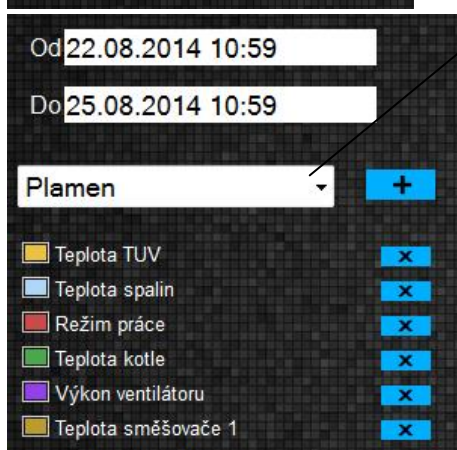 Od 22.08.2014 10:59
Do 25.08.2014 10:59
Plamen +
Teplota TUV x
Teplota spalin x
Režim práce x
Teplota kotle x
Výkon ventilátoru x
Teplota směšovače 1 x